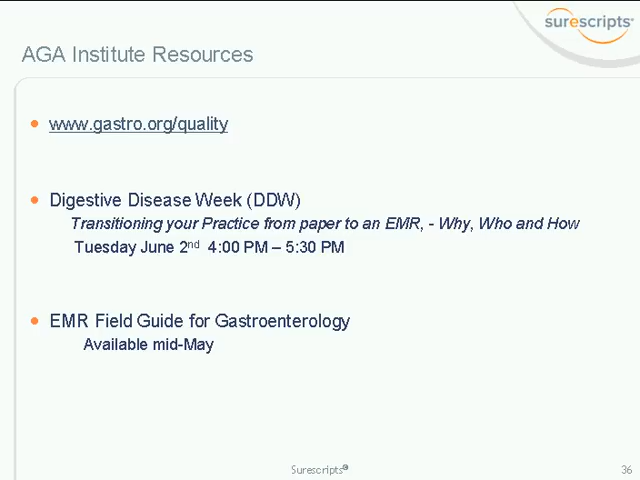 surescripts
AGA Institute Resources
• www.gastro.org/quality
• Digestive Disease Week (DDW)
Transitioning your Practice from paper to an EMR, - Why, Who and How
Tuesday June 2nd 4:00 PM – 5:30 PM
• EMR Field Guide for Gastroenterology
Available mid-May
Surescripts®
36